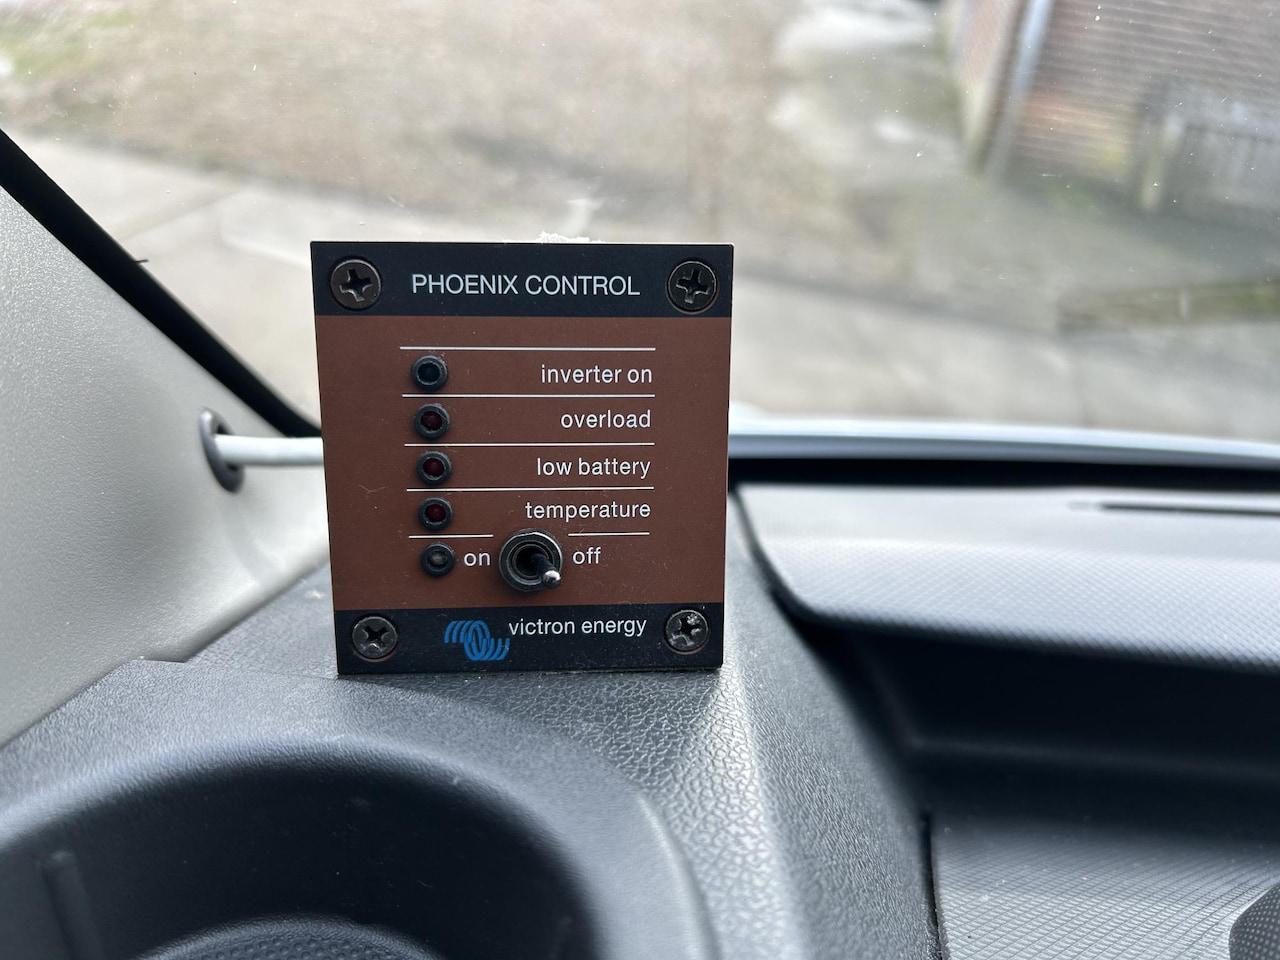 PHOENIX CONTROL
inverter on
overload
low battery
temperature
on off
victron energy